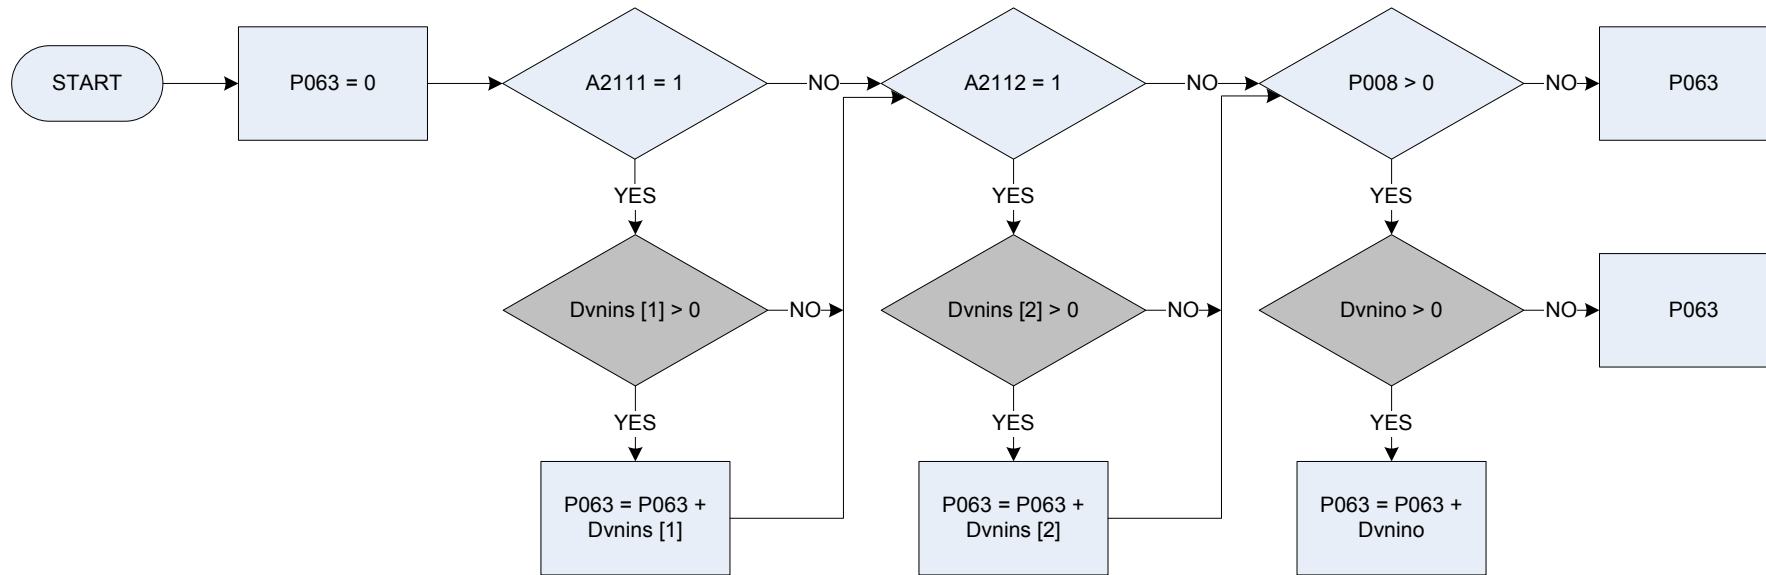 START
P063 = 0
A2111 = 1
NO
A2112 = 1
NO
P008 > 0
NO
P063
YES
YES
YES
Dvnins [1] > 0
NO
Dvnins [2] > 0
NO
Dvnino > 0
NO
P063
YES
YES
YES
P063 = P063 +
Dvnins [1]
P063 = P063 +
Dvnins [2]
P063 = P063 +
Dvnino